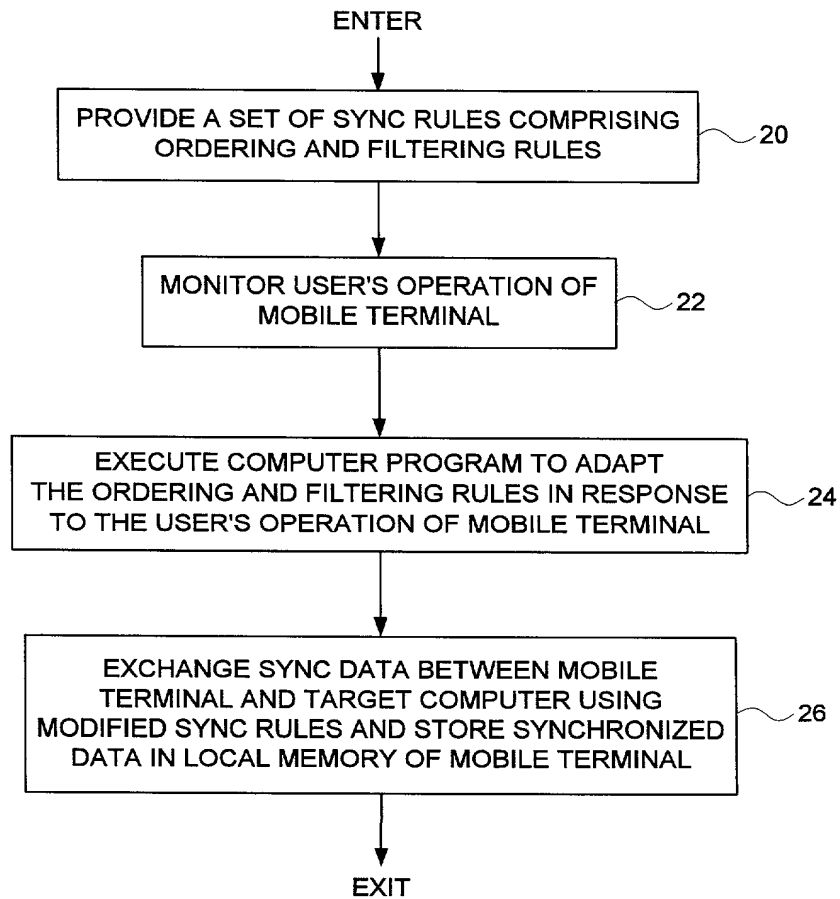 ENTER
PROVIDE A SET OF SYNC RULES COMPRISING
ORDERING AND FILTERING RULES
20
MONITOR USER'S OPERATION OF
MOBILE TERMINAL
22
EXECUTE COMPUTER PROGRAM TO ADAPT
THE ORDERING AND FILTERING RULES IN RESPONSE
TO THE USER'S OPERATION OF MOBILE TERMINAL
24
EXCHANGE SYNC DATA BETWEEN MOBILE
TERMINAL AND TARGET COMPUTER USING
MODIFIED SYNC RULES AND STORE SYNCHRONIZED
DATA IN LOCAL MEMORY OF MOBILE TERMINAL
26
EXIT